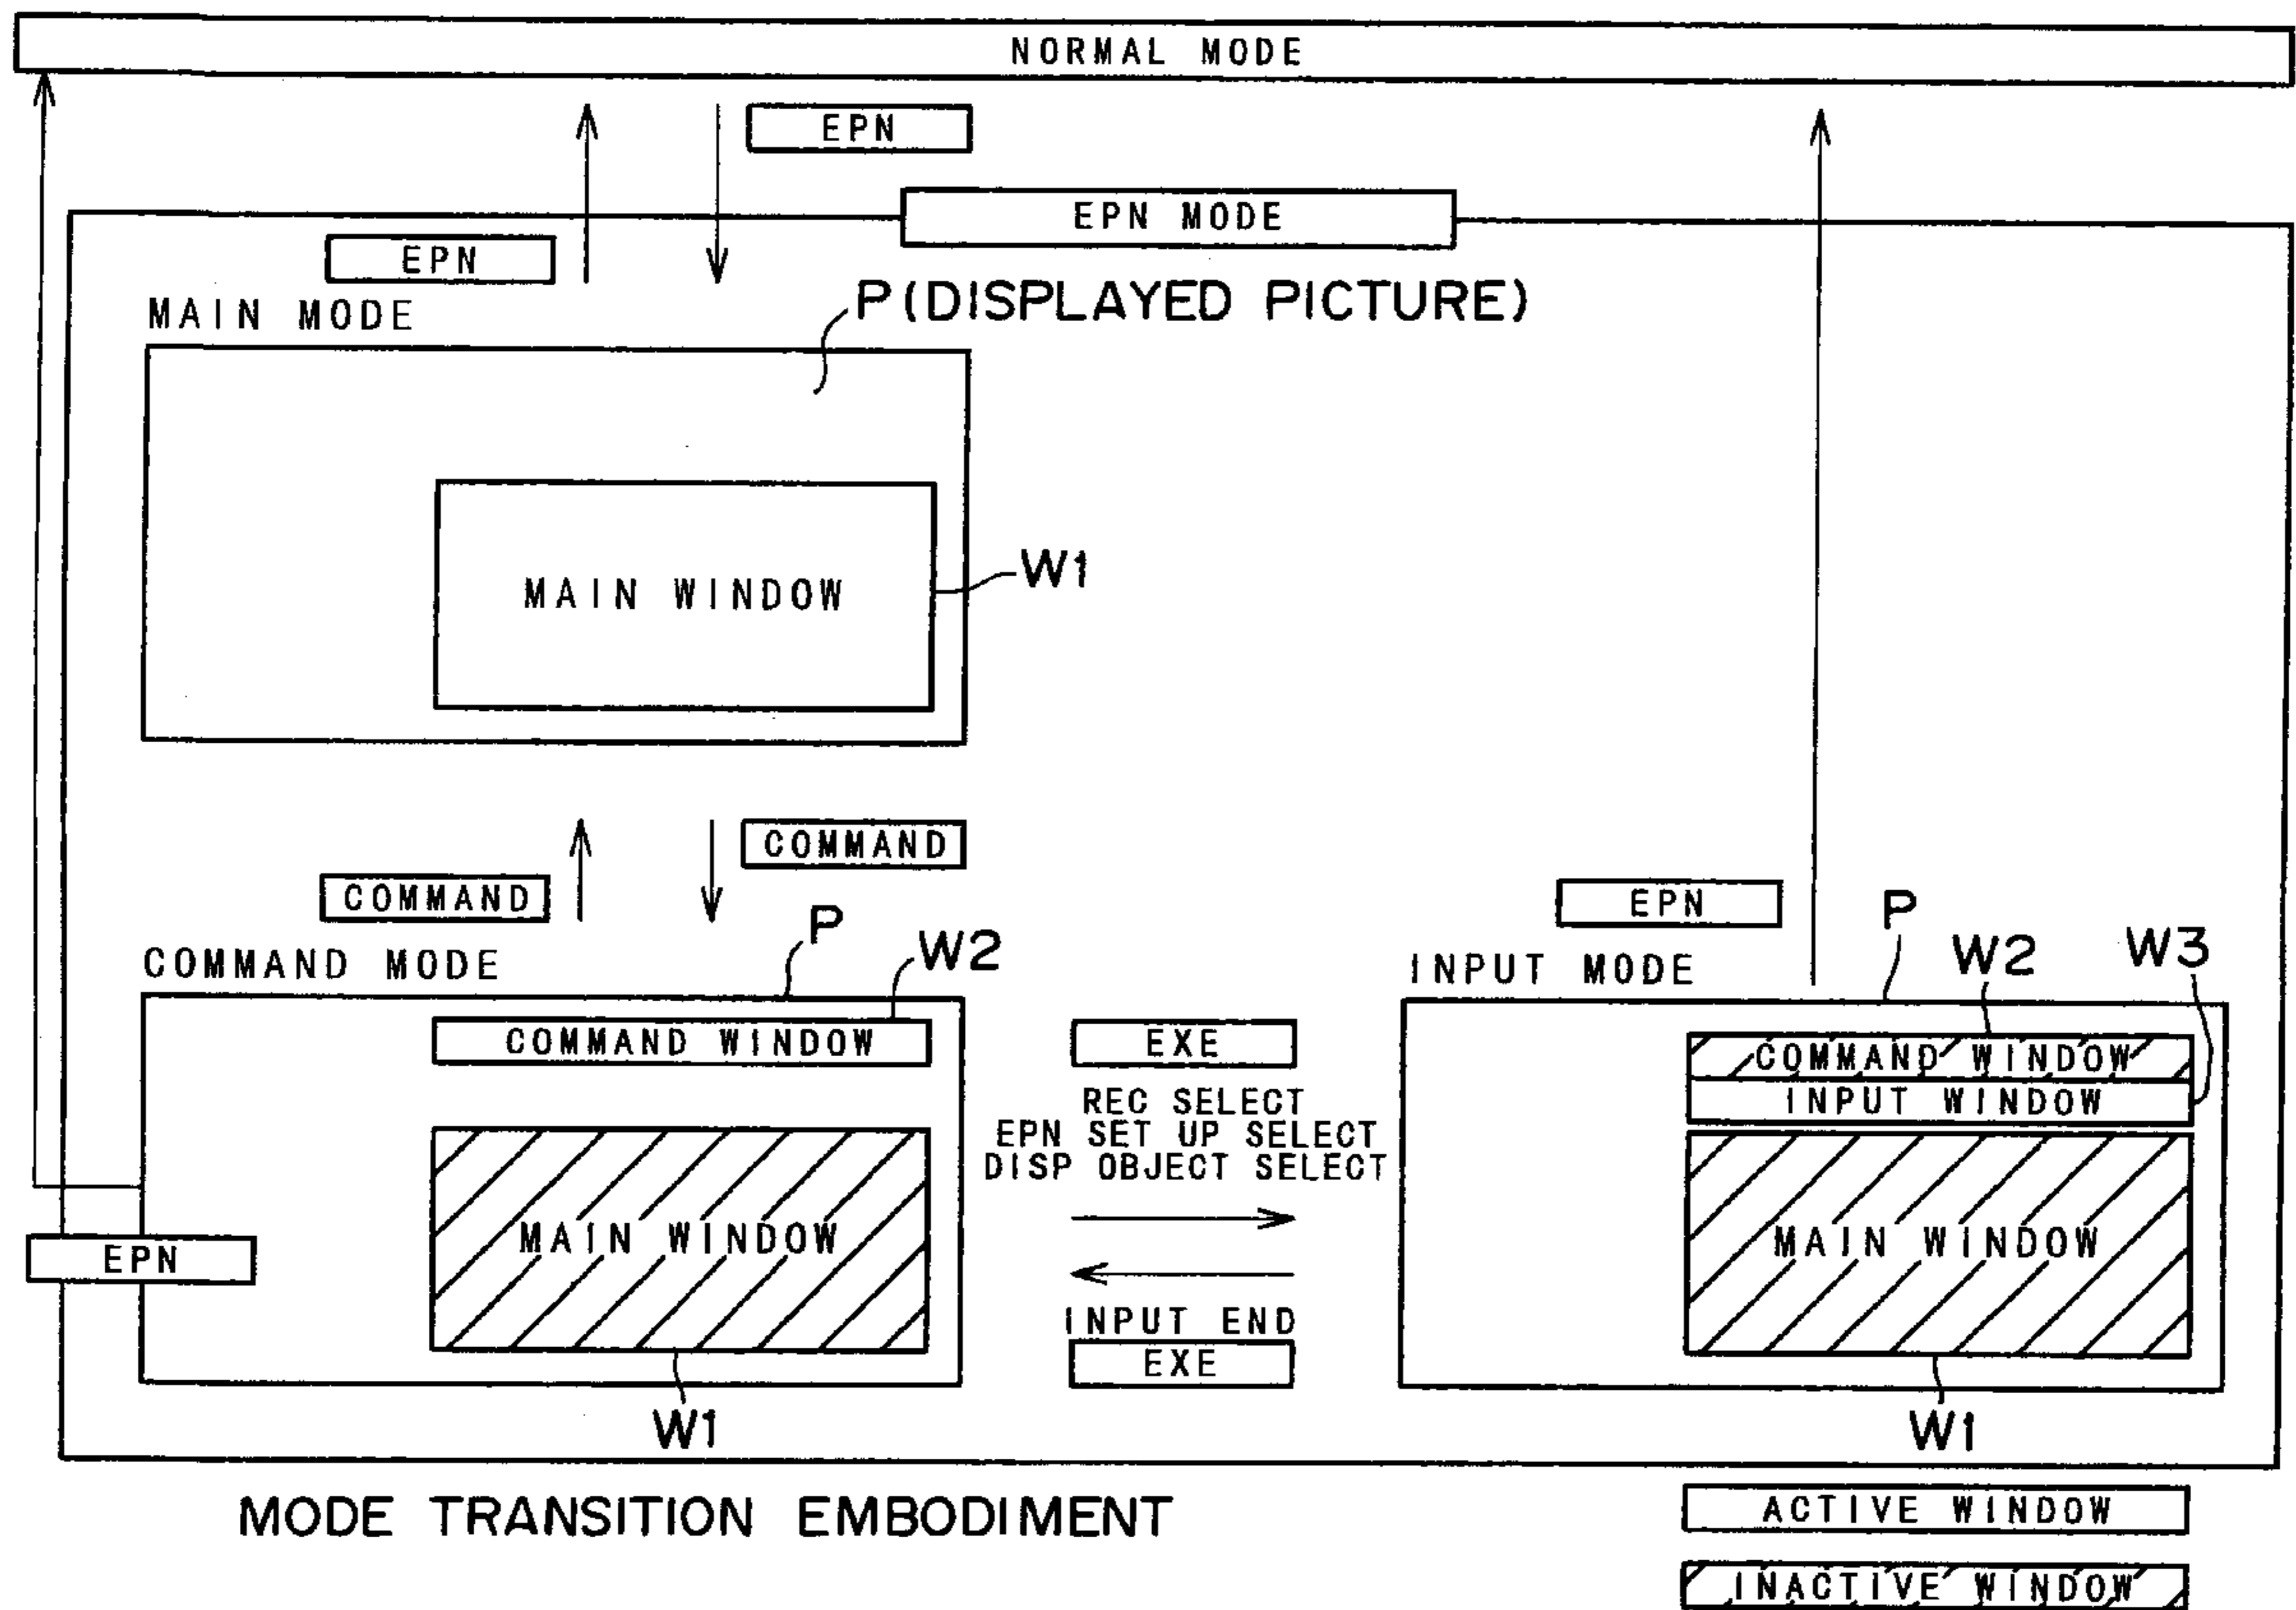 NORMAL MODE
EPN
EPN MODE
EPN
P (DISPLAYED PICTURE)
MAIN MODE
W1
MAIN WINDOW
COMMAND
COMMAND
EPN
P
P
W2
W3
W2
COMMAND MODE
INPUT MODE
COMMAND WINDOW
EXE
COMMAND WINDOW
REC SELECT
INPUT WINDOW
EPN SET UP SELECT
DISP OBJECT SELECT
MAIN WINDOW
MAIN WINDOW
EPN
INPUT END
EXE
W1
W1
MODE TRANSITION EMBODIMENT
ACTIVE WINDOW
INACTIVE WINDOW